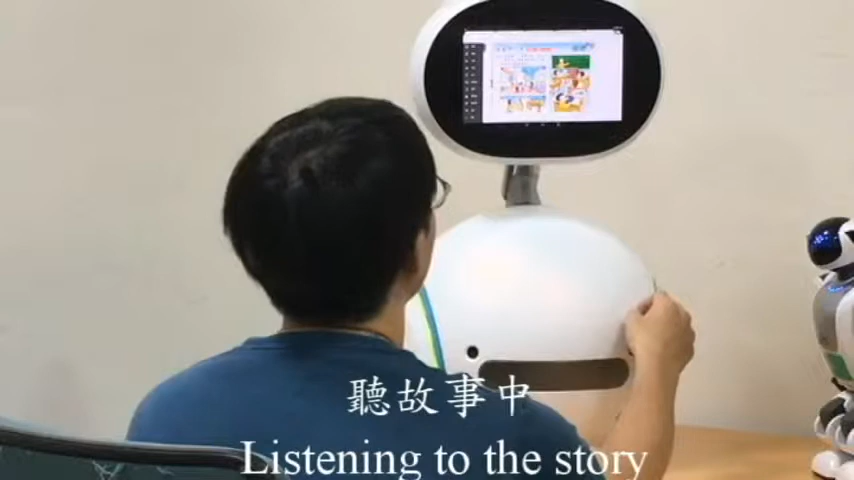 聽故事中
Listening to the story